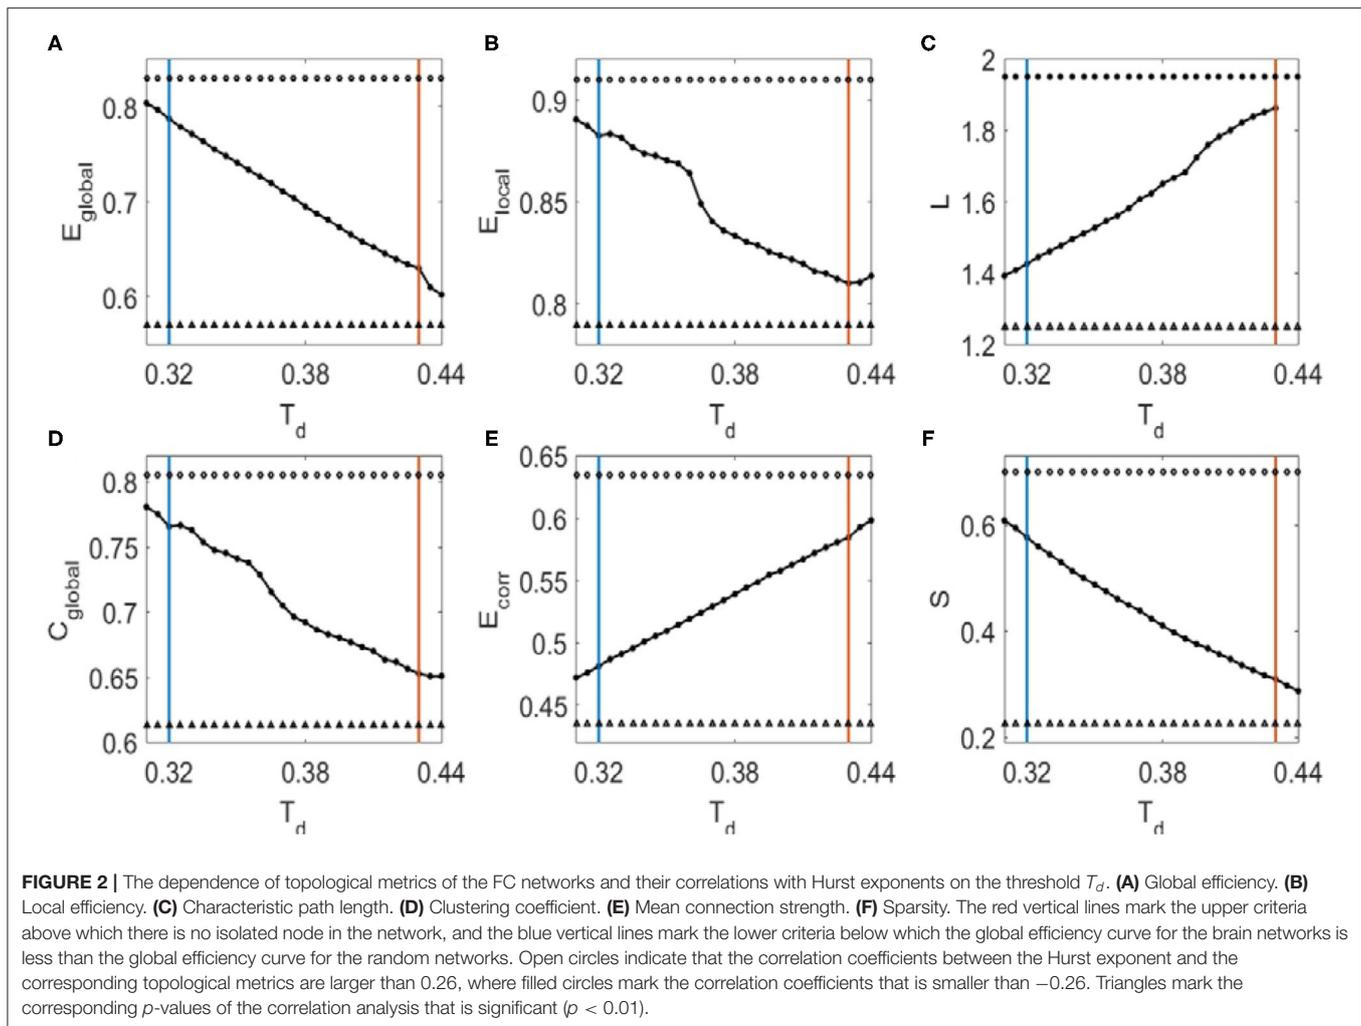 A
B
C
0.8
0.7
0.6
E global
0.32
0.38
0.44
T d
0.9
0.85
0.8
E local
0.32
0.38
0.44
T d
2
1.8
1.6
1.4
1.2
L
0.32
0.38
0.44
T d
D
E
F
0.8
0.75
0.7
0.65
0.6
C global
0.32
0.38
0.44
T d
0.65
0.6
0.55
0.5
0.45
E corr
0.32
0.38
0.44
T d
0.6
0.4
0.2
S
0.32
0.38
0.44
T d
FIGURE 2 | The dependence of topological metrics of the FC networks and their correlations with Hurst exponents on the threshold Td. (A) Global efficiency. (B)
Local efficiency. (C) Characteristic path length. (D) Clustering coefficient. (E) Mean connection strength. (F) Sparsity. The red vertical lines mark the upper criteria
above which there is no isolated node in the network, and the blue vertical lines mark the lower criteria below which the global efficiency curve for the brain networks is
less than the global efficiency curve for the random networks. Open circles indicate that the correlation coefficients between the Hurst exponent and the
corresponding topological metrics are larger than 0.26, where filled circles mark the correlation coefficients that is smaller than −0.26. Triangles mark the
corresponding p-values of the correlation analysis that is significant (p < 0.01).